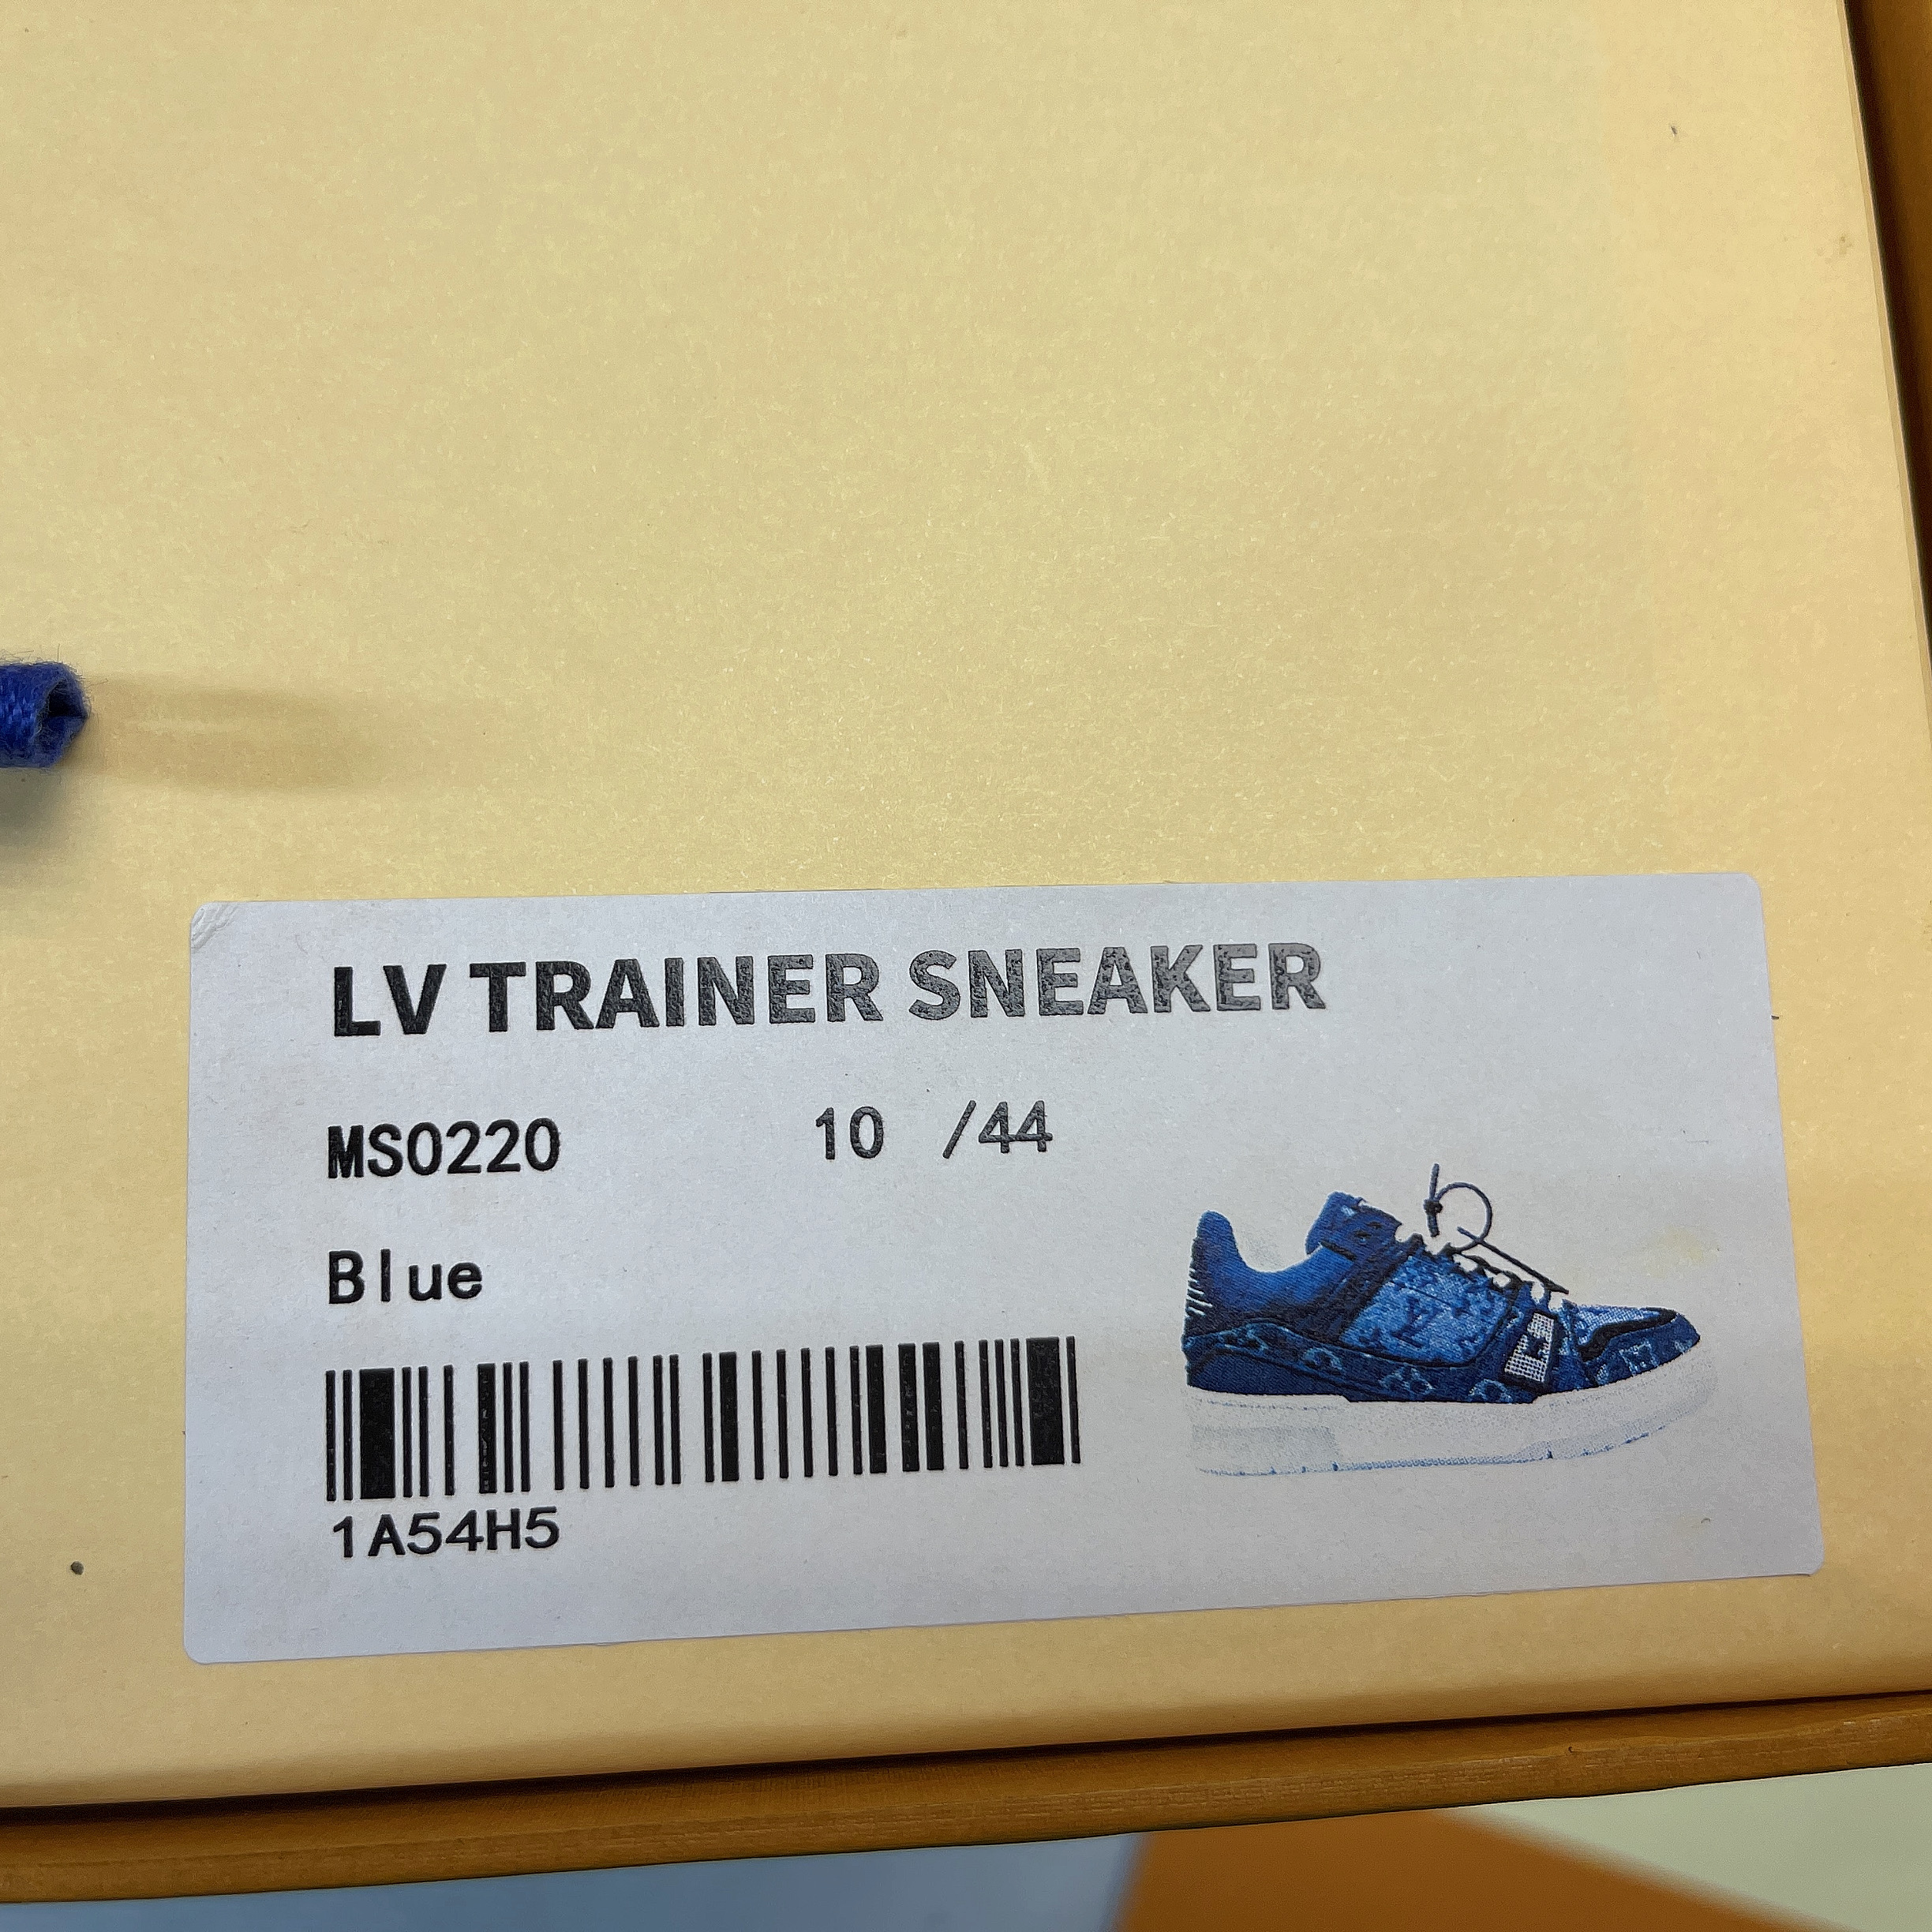 LV TRAINER SNEAKER
MS0220 10 /44
Blue
1A54H5